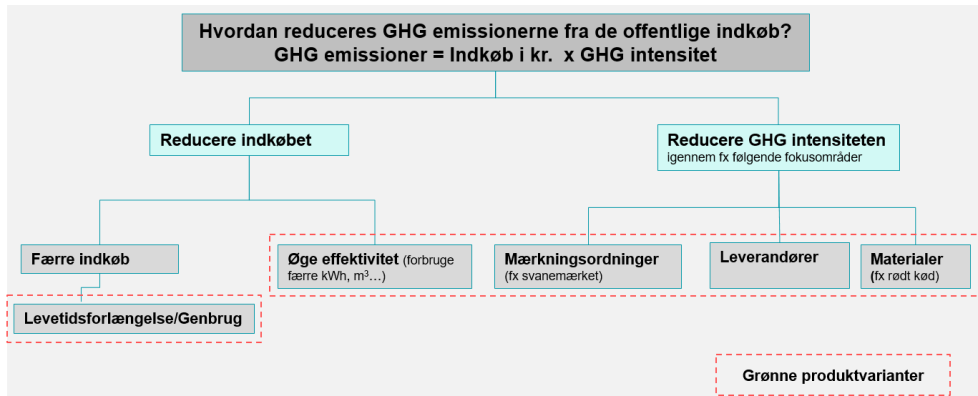 Hvordan reduceres GHG emissionerne fra de offentlige indkøb?
GHG emissioner = Indkøb i kr. x GHG intensitet
Reducere indkøbet
Reducere GHG intensiteten
igennem fx følgende fokusområder
Færre indkøb
Øge effektivitet (forbruge
færre kWh, m³…)
Mærkningsordninger
(fx svanemærket)
Leverandører
Materialer
(fx rødt kød)
Levetidsforlængelse/Genbrug
Grønne produktvarianter